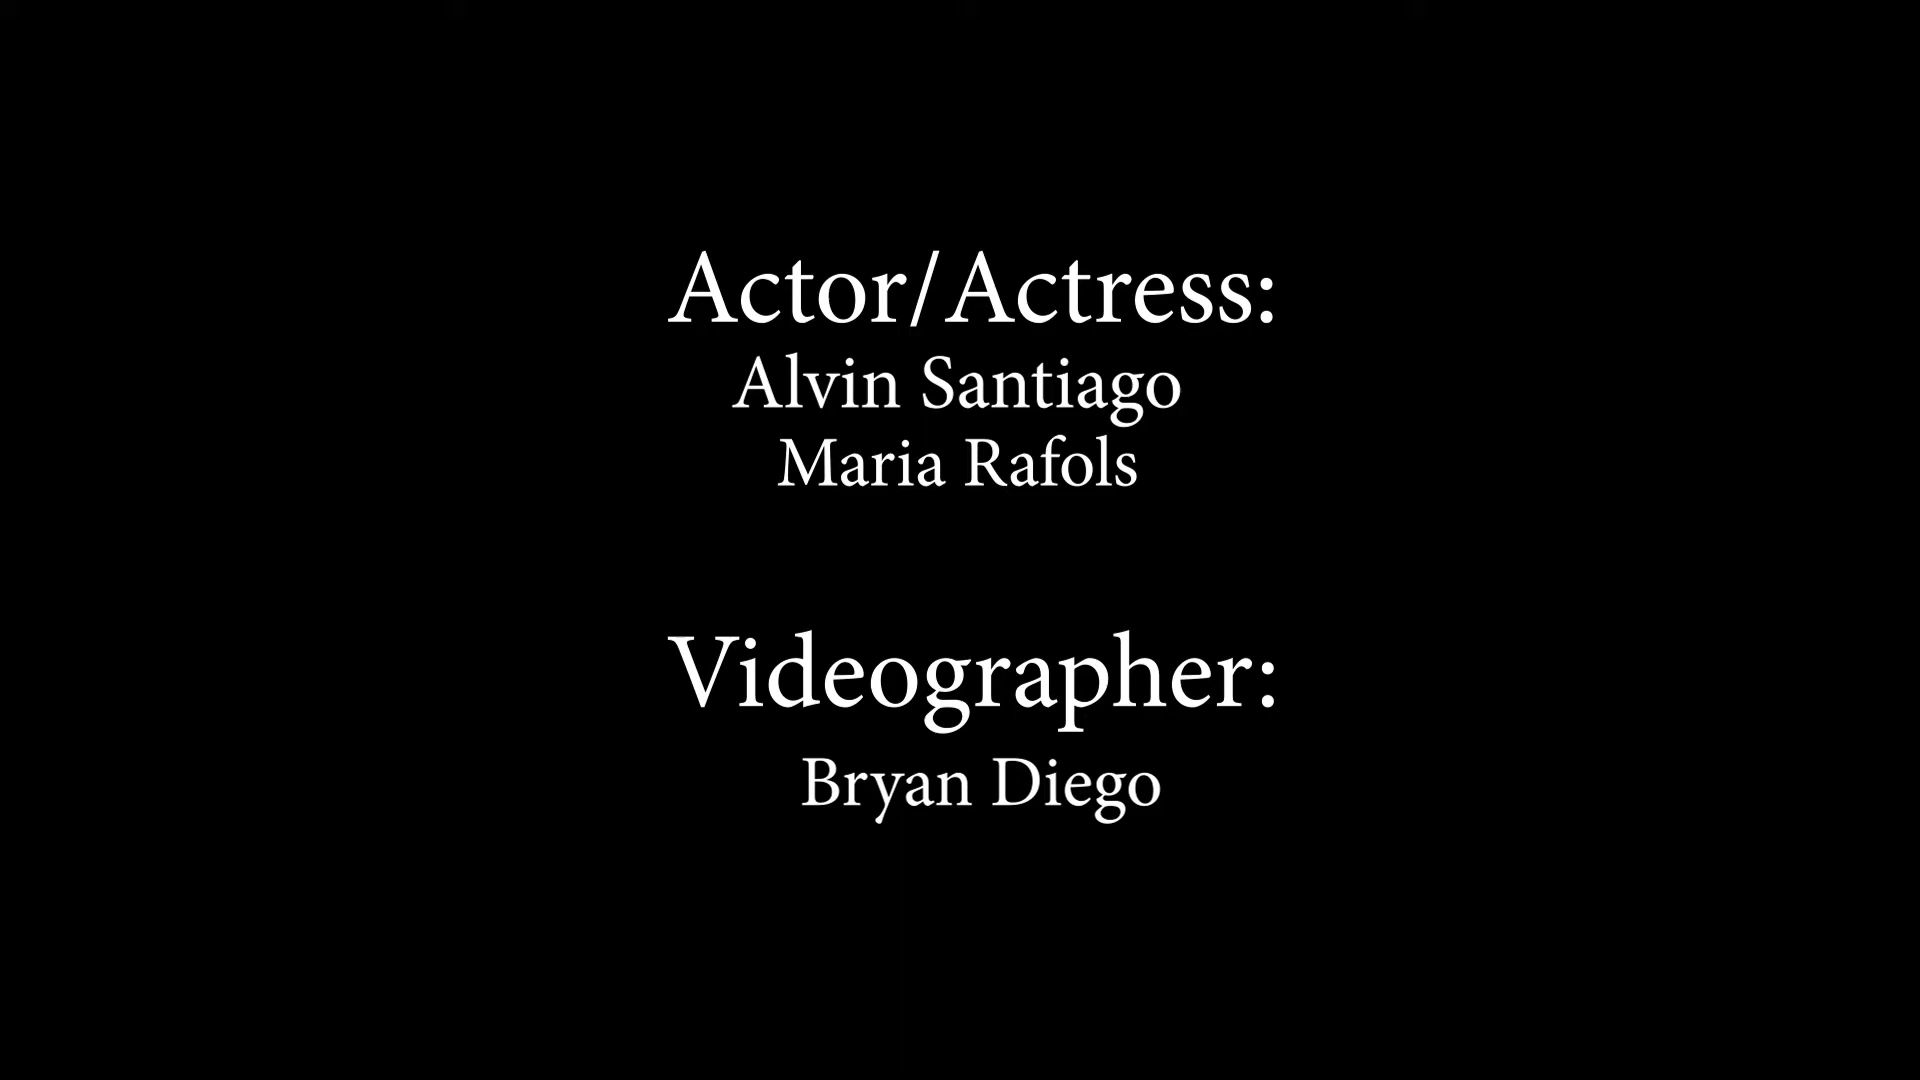 Actor/Actress:
Alvin Santiago
Maria Rafols
Videographer:
Bryan Diego